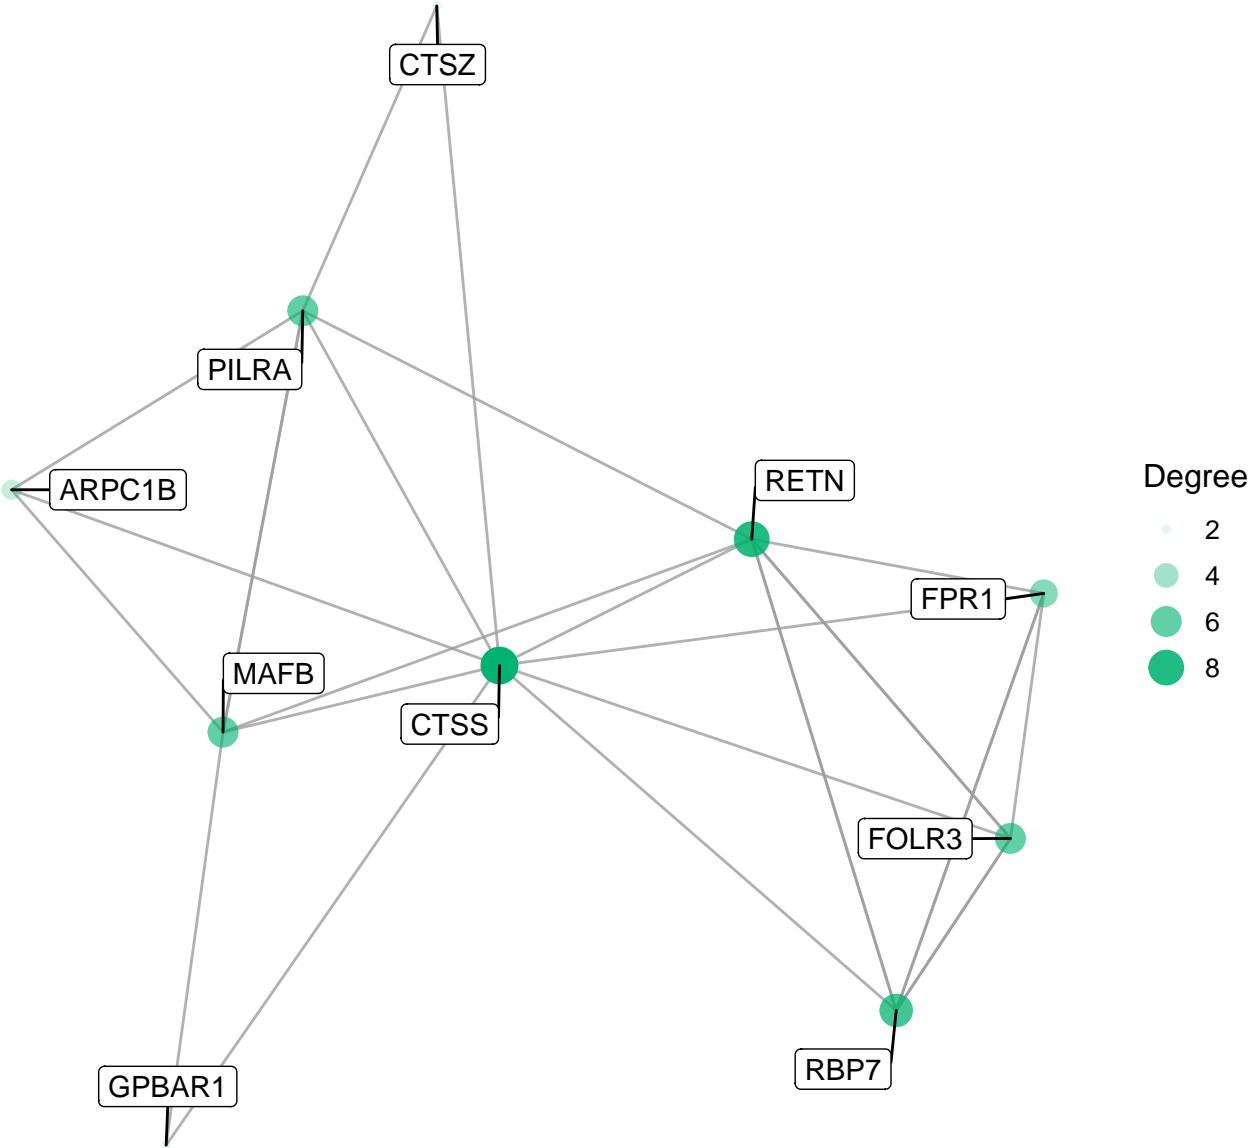 CTSZ
PILRA
ARPC1B
RETN
Degree
2
4
6
8
FPR1
MAFB
CTSS
FOLR3
RBP7
GPBAR1